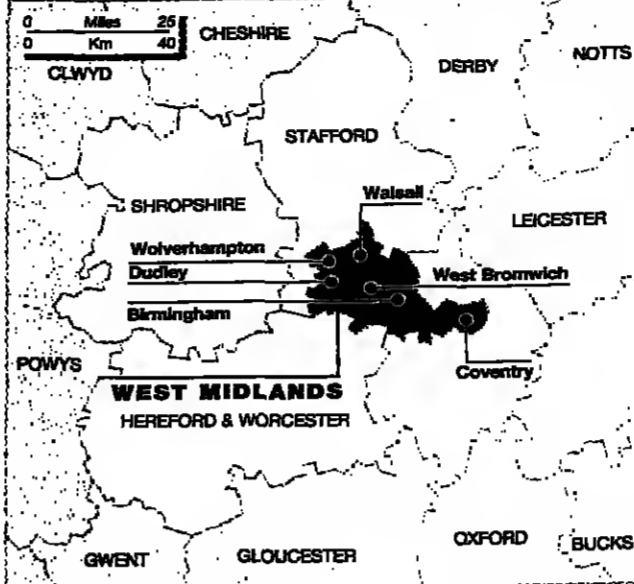 0 Miles 25
0 Km 40
CHESHIRE
CLWYD
DERBY
NOTTS
STAFFORD
Walsall
SHROPSHIRE
LEICESTER
Wolverhampton
Dudley
West Bromwich
Birmingham
POWYS
Coventry
WEST MIDLANDS
HEREFORD & WORCESTER
OXFORD
BUCKS
GWENT
GLOUCESTER